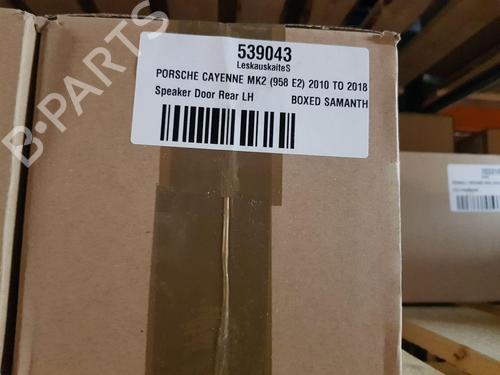 B-PARTS
539043
LeskauskaiteS
PORSCHE CAYENNE MK2 (958 E2) 2010 TO 2018
Speaker Door Rear LH BOXED SAMANTH